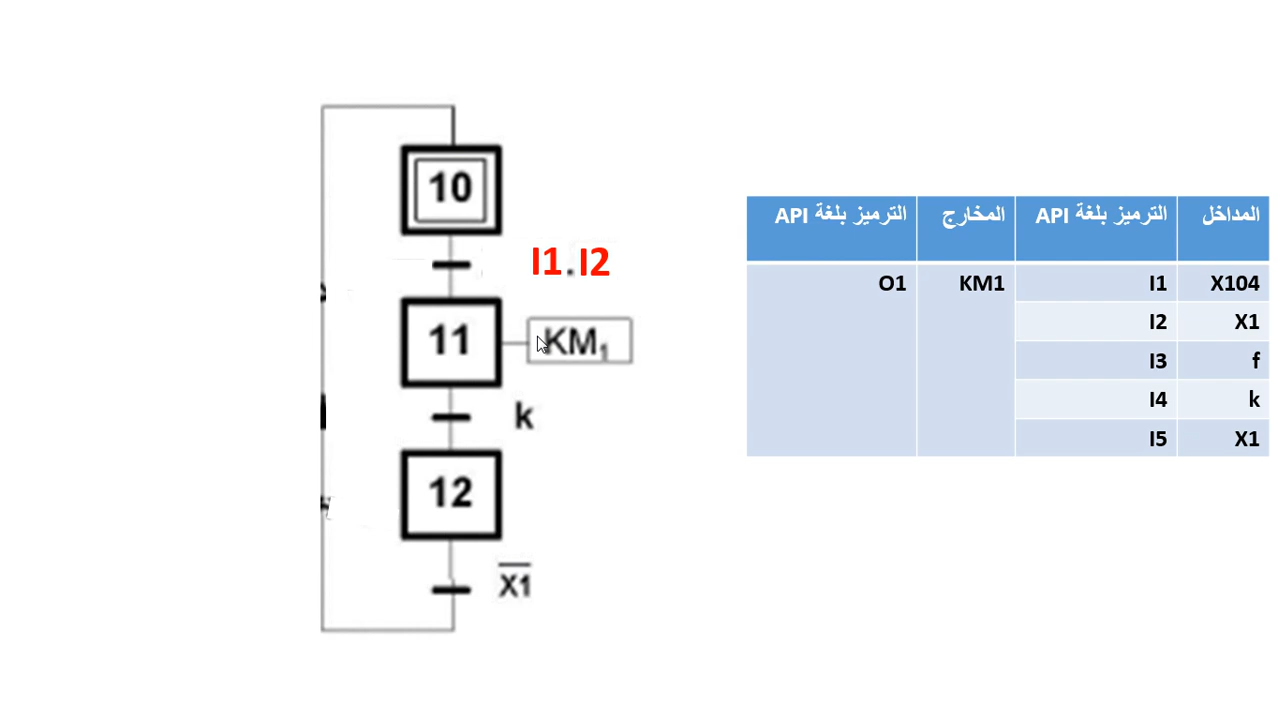 10
I1.I2
11
KM1
k
12
X̅1̅
المداخل الترميز بلغة API المخارج الترميز بلغة API
X104 I1 KM1 O1
X1 I2
f I3
k I4
X1 I5